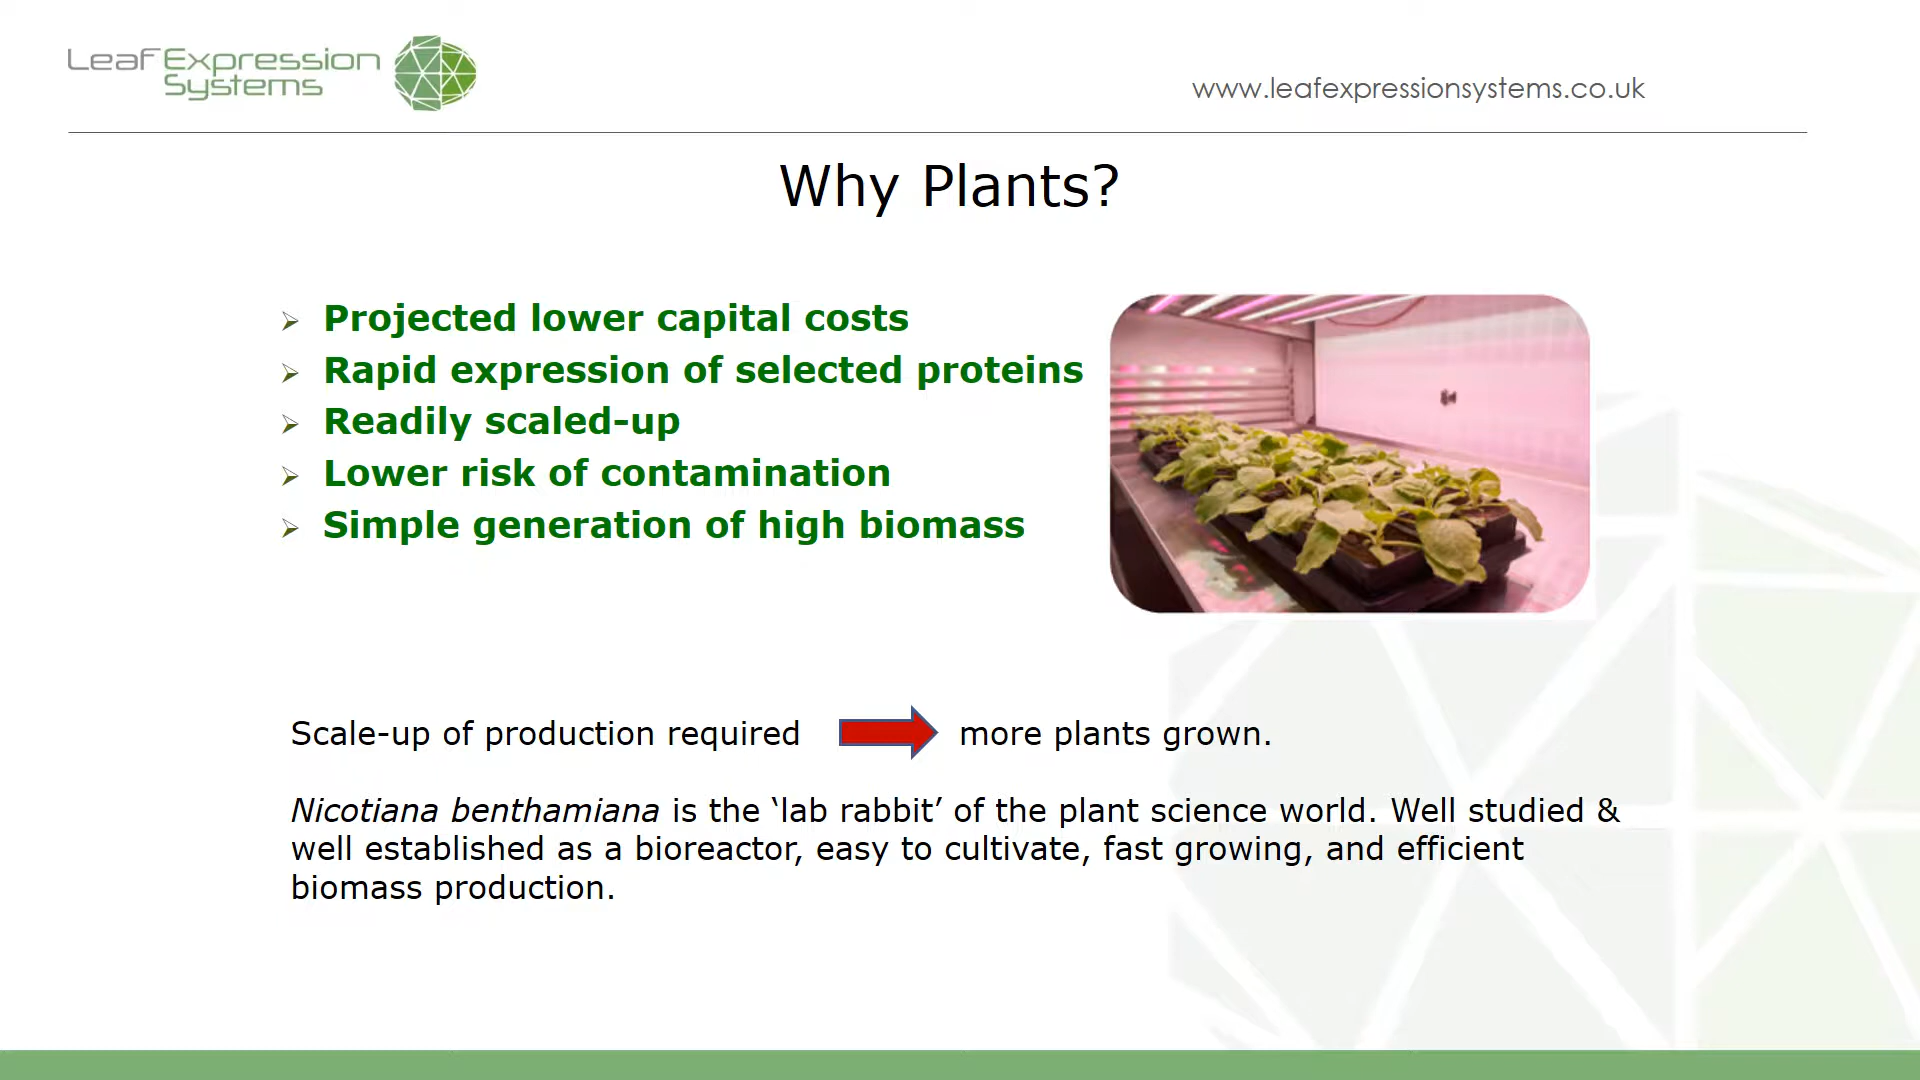 Leaf Expression
Systems
www.leafexpressionsystems.co.uk
Why Plants?
Projected lower capital costs
Rapid expression of selected proteins
Readily scaled-up
Lower risk of contamination
Simple generation of high biomass
Scale-up of production required more plants grown.
Nicotiana benthamiana is the ‘lab rabbit’ of the plant science world. Well studied &
well established as a bioreactor, easy to cultivate, fast growing, and efficient
biomass production.